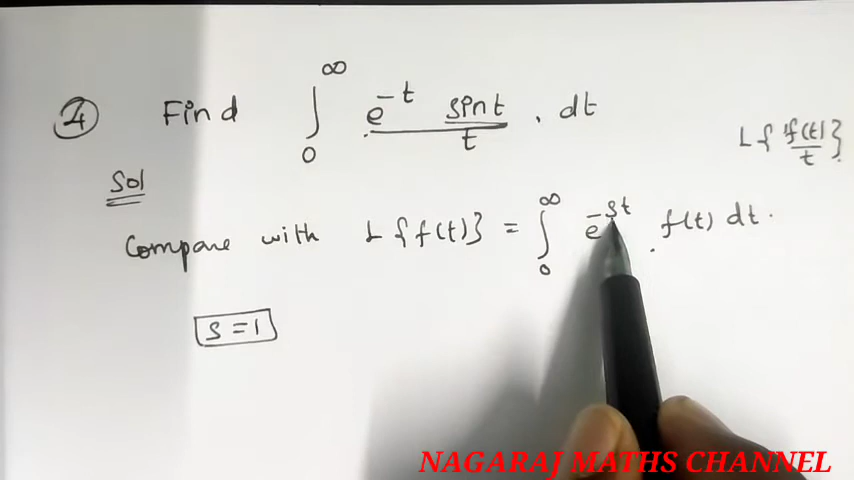 4 Find ∫₀^∞ e^{-t} sint/t . dt
L{f(t)/t}
Sol
Compare with L{f(t)} = ∫₀^∞ e^{-st} . f(t) dt.
s = 1
NAGARAJ MATHS CHANNEL